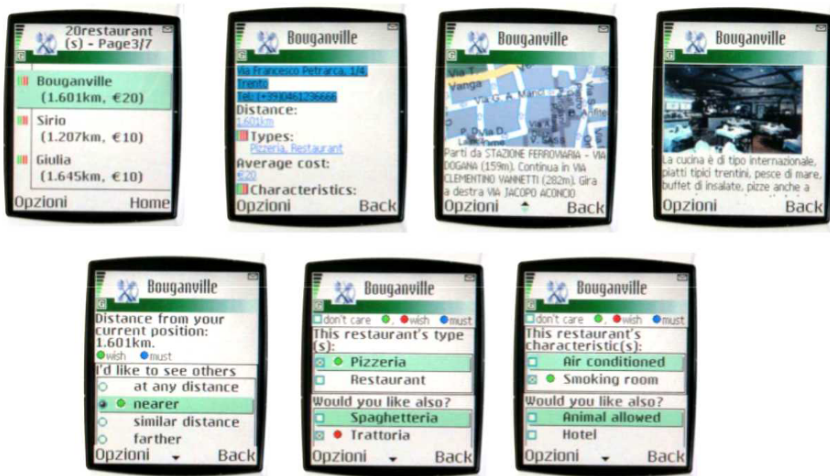 20restaurant
(s) - Page3/7
Bouganville
(1.601km, €20)
Sirio
(1.207km, €10)
Giulia
(1.645km, €10)
Opzioni Home
Bouganville
Via Francesco Petrarca, 1/4,
Trento
Tel: (+39)0461236666
Distance:
1.601km
Types:
Pizzeria, Restaurant
Average cost:
€20
Characteristics:
Opzioni Back
Bouganville
Via T.
Vanga
Via G. A.
Parti da STAZIONE FERROVIARIA - VIA
DOGANA (159m). Continua in VIA
CLEMENTINO VANNETTI (282m). Gira
a destra VIA JACOPO ACONCIO
Opzioni Back
Bouganville
La cucina è di tipo internazionale,
piatti tipici trentini, pesce di mare,
buffet di insalate, pizze anche a
Opzioni Back
Bouganville
Distance from your
current position:
1.601km.
wish must
I'd like to see others
at any distance
nearer
similar distance
farther
Opzioni Back
Bouganville
don't care , wish must
This restaurant's type
(s):
Pizzeria
Restaurant
Would you like also?
Spaghetteria
Trattoria
Opzioni Back
Bouganville
don't care , wish must
This restaurant's
characteristic(s):
Air conditioned
Smoking room
Would you like also?
Animal allowed
Hotel
Opzioni Back